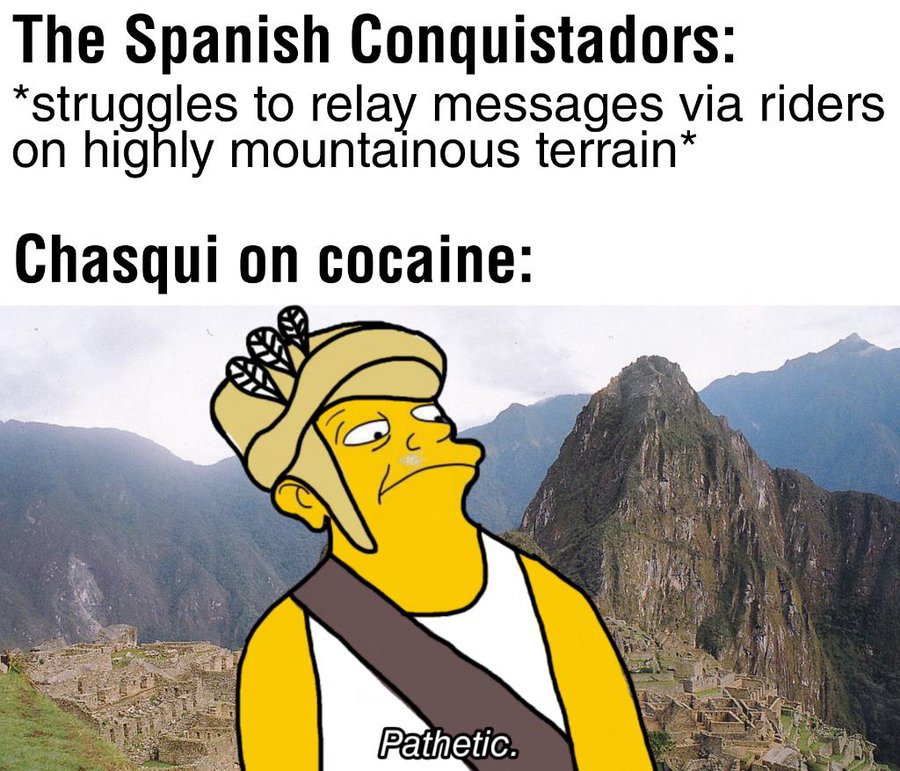 The Spanish Conquistadors:
*struggles to relay messages via riders
on highly mountainous terrain*
Chasqui on cocaine:
Pathetic.